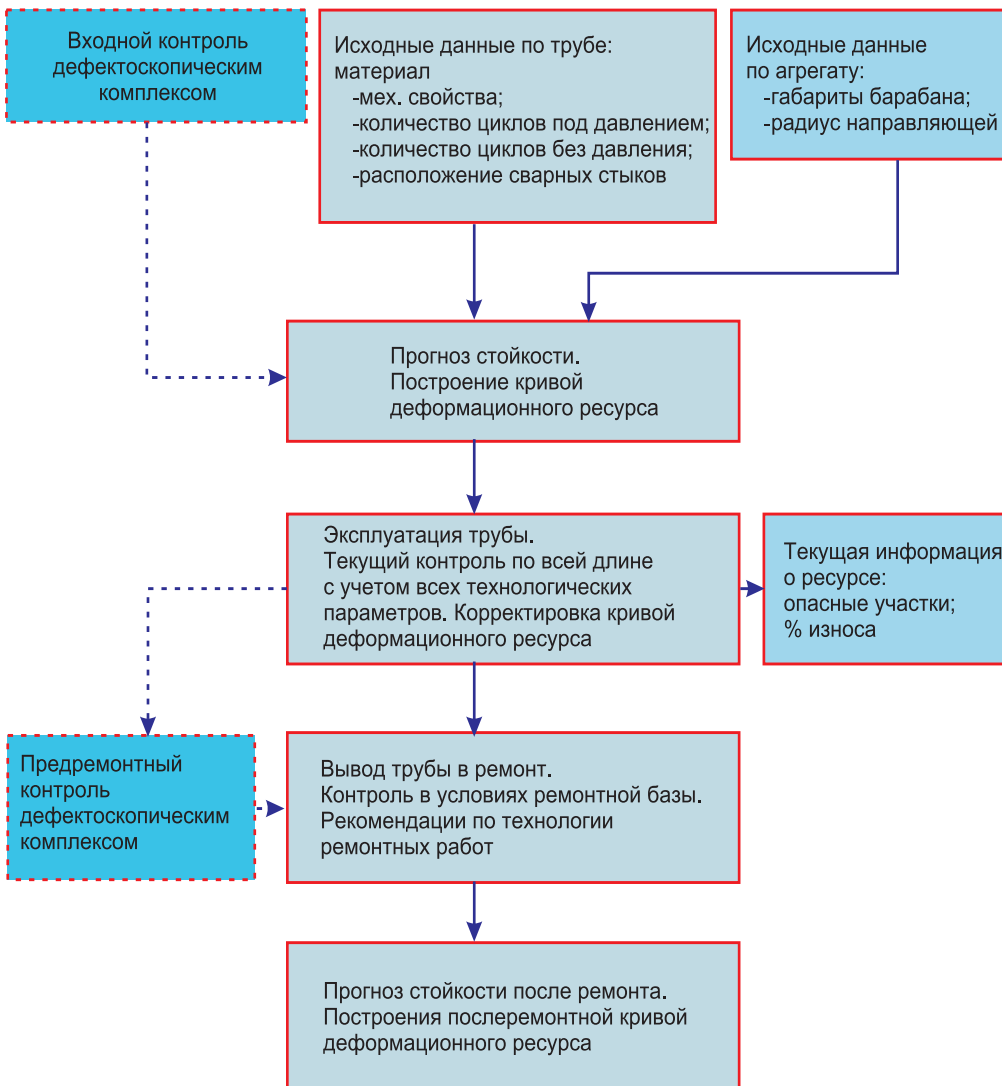 Входной контроль
дефектоскопическим
комплексом
Исходные данные по трубе:
материал
-мех. свойства;
-количество циклов под давлением;
-количество циклов без давления;
-расположение сварных стыков
Исходные данные
по агрегату:
-габариты барабана;
-радиус направляющей
Прогноз стойкости.
Построение кривой
деформационного ресурса
Эксплуатация трубы.
Текущий контроль по всей длине
с учетом всех технологических
параметров. Корректировка кривой
деформационного ресурса
Текущая информация
о ресурсе:
опасные участки;
% износа
Предремонтный
контроль
дефектоскопическим
комплексом
Вывод трубы в ремонт.
Контроль в условиях ремонтной базы.
Рекомендации по технологии
ремонтных работ
Прогноз стойкости после ремонта.
Построения послеремонтной кривой
деформационного ресурса